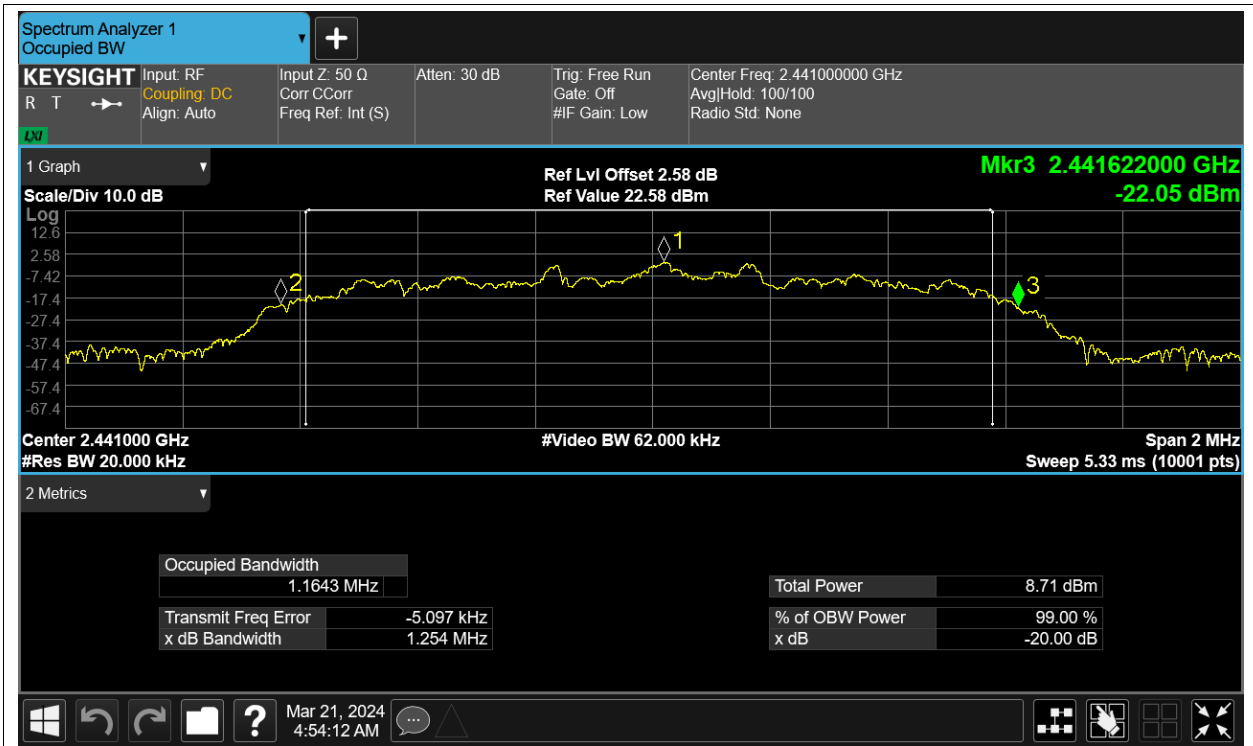 Spectrum Analyzer 1
Occupied BW
KEYSIGHT
R T
LXI
Input: RF
Coupling: DC
Align: Auto
Input Z: 50 Ω
Corr CCorr
Freq Ref: Int (S)
Atten: 30 dB
Trig: Free Run
Gate: Off
#IF Gain: Low
Center Freq: 2.441000000 GHz
Avg|Hold: 100/100
Radio Std: None
1 Graph
Scale/Div 10.0 dB
Ref Lvl Offset 2.58 dB
Ref Value 22.58 dBm
Mkr3 2.441622000 GHz
-22.05 dBm
Log
12.6
2.58
-7.42
-17.4
-27.4
-37.4
-47.4
-57.4
-67.4
1
2
3
Center 2.441000 GHz
#Res BW 20.000 kHz
#Video BW 62.000 kHz
Span 2 MHz
Sweep 5.33 ms (10001 pts)
2 Metrics
Occupied Bandwidth
1.1643 MHz
Transmit Freq Error -5.097 kHz
x dB Bandwidth 1.254 MHz
Total Power 8.71 dBm
% of OBW Power 99.00 %
x dB -20.00 dB
?
Mar 21, 2024
4:54:12 AM